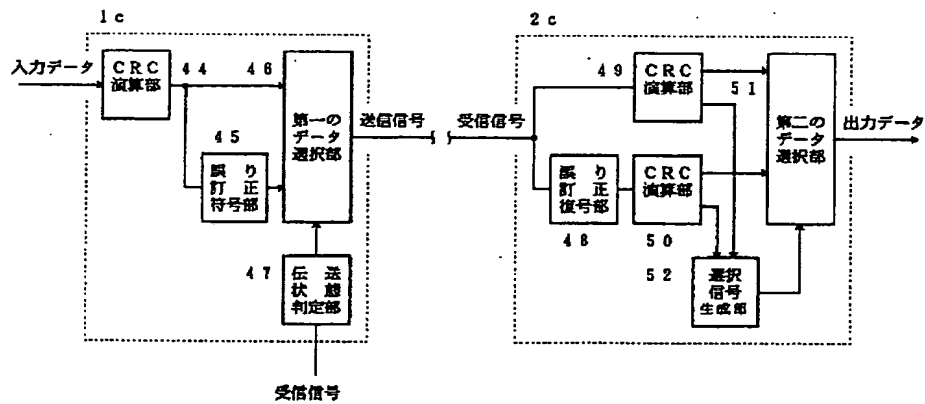 1c
2c
入力データ
CRC
演算部
44
46
45
誤り
訂正
符号部
第一の
データ
選択部
47
伝送
状態
判定部
受信信号
送信信号
受信信号
49
CRC
演算部
51
誤り
訂正
復号部
48
CRC
演算部
50
52
選択
信号
生成部
第二の
データ
選択部
出力データ